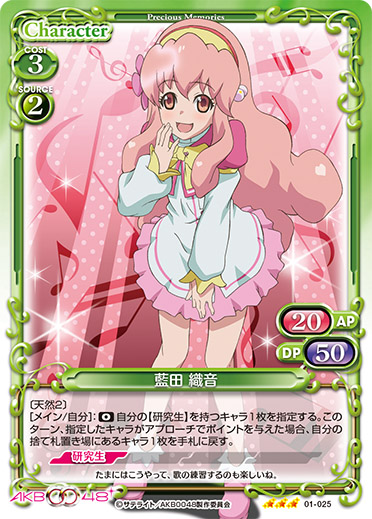 Precious Memories
Character
COST
3
SOURCE
2
20 AP
DP 50
藍田 織音
[天然2]
[メイン/自分]:自分の【研究生】を持つキャラ1枚を指定する。この
ターン、指定したキャラがアプローチでポイントを与えた場合、自分の
捨て札置き場にあるキャラ1枚を手札に戻す。
研究生
たまにはこうやって、歌の練習するのも楽しいね。
AKB0048
©サテライト/AKB0048製作委員会
01-025